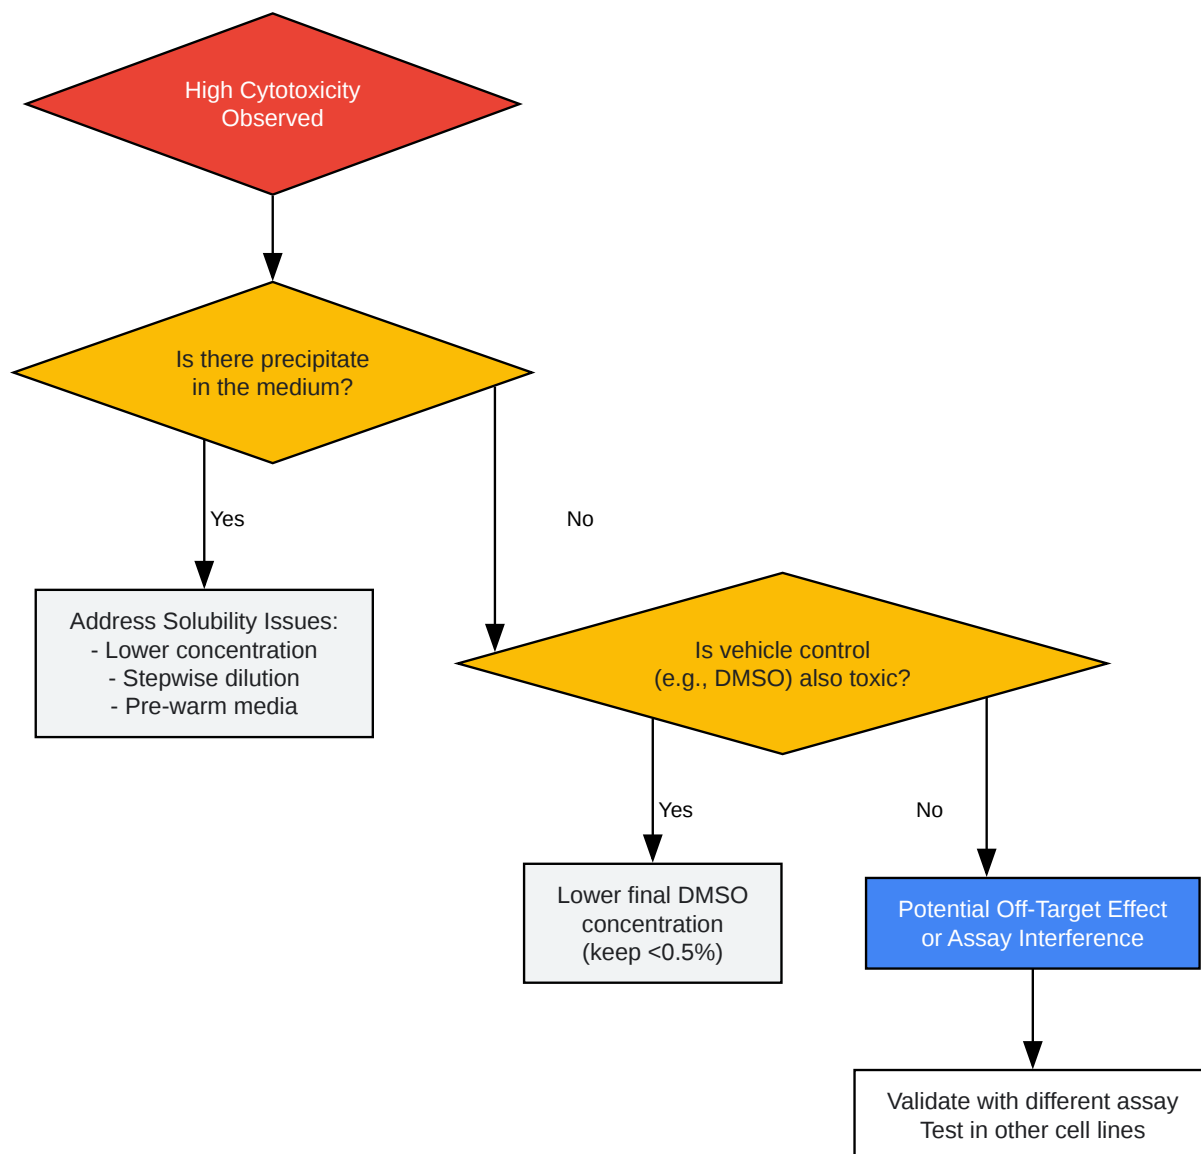 High Cytotoxicity
Observed
Is there precipitate
in the medium?
Yes
No
Address Solubility Issues:
- Lower concentration
- Stepwise dilution
- Pre-warm media
Is vehicle control
(e.g., DMSO) also toxic?
Yes
No
Lower final DMSO
concentration
(keep <0.5%)
Potential Off-Target Effect
or Assay Interference
Validate with different assay
Test in other cell lines